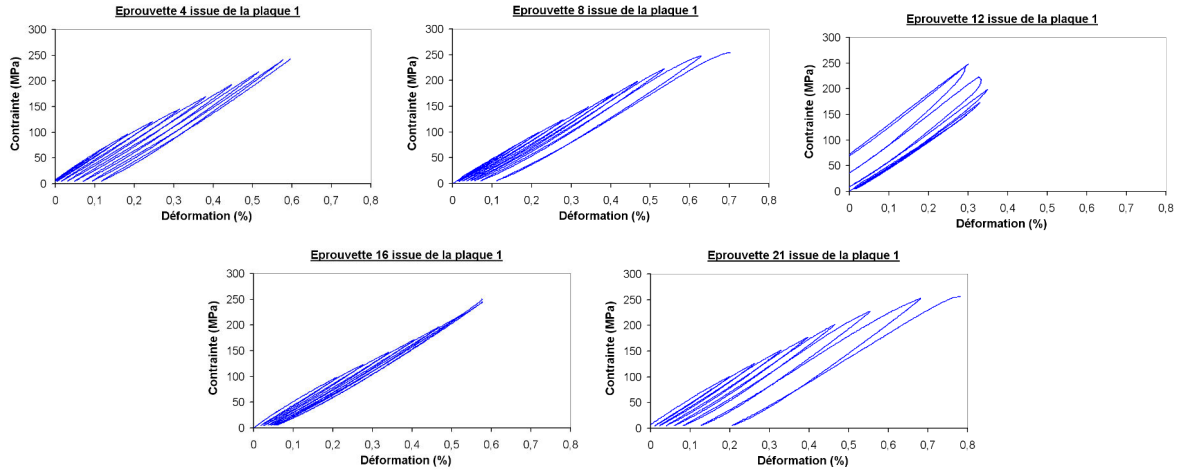 Eprouvette 4 issue de la plaque 1
Contrainte (MPa)
300
250
200
150
100
50
0
0 0,1 0,2 0,3 0,4 0,5 0,6 0,7 0,8
Déformation (%)
Eprouvette 8 issue de la plaque 1
Contrainte (MPa)
300
250
200
150
100
50
0
0 0,1 0,2 0,3 0,4 0,5 0,6 0,7 0,8
Déformation (%)
Eprouvette 12 issue de la plaque 1
Contrainte (MPa)
300
250
200
150
100
50
0
0 0,1 0,2 0,3 0,4 0,5 0,6 0,7 0,8
Déformation (%)
Eprouvette 16 issue de la plaque 1
Contrainte (MPa)
300
250
200
150
100
50
0
0 0,1 0,2 0,3 0,4 0,5 0,6 0,7 0,8
Déformation (%)
Eprouvette 21 issue de la plaque 1
Contrainte (MPa)
300
250
200
150
100
50
0
0 0,1 0,2 0,3 0,4 0,5 0,6 0,7 0,8
Déformation (%)